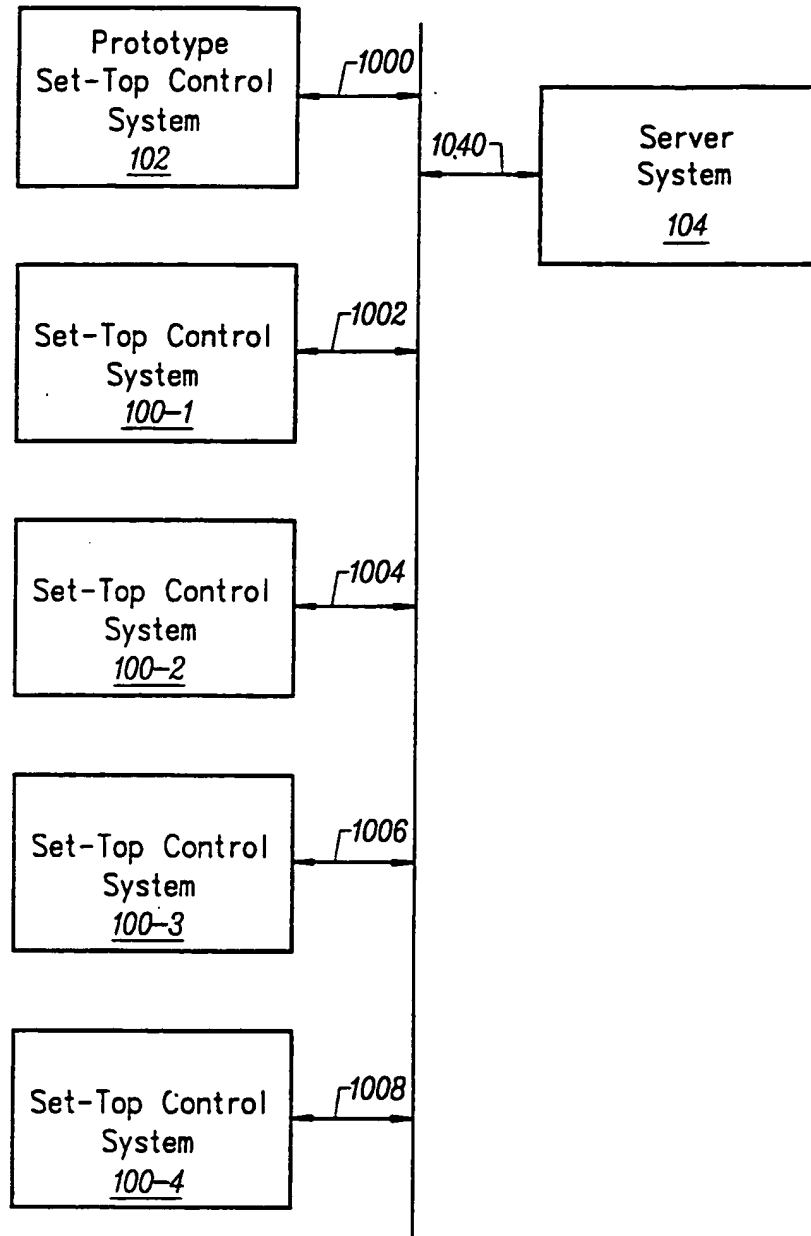 Prototype
Set-Top Control
System
102
1000
1040
Server
System
104
Set-Top Control
System
100-1
1002
Set-Top Control
System
100-2
1004
Set-Top Control
System
100-3
1006
Set-Top Control
System
100-4
1008